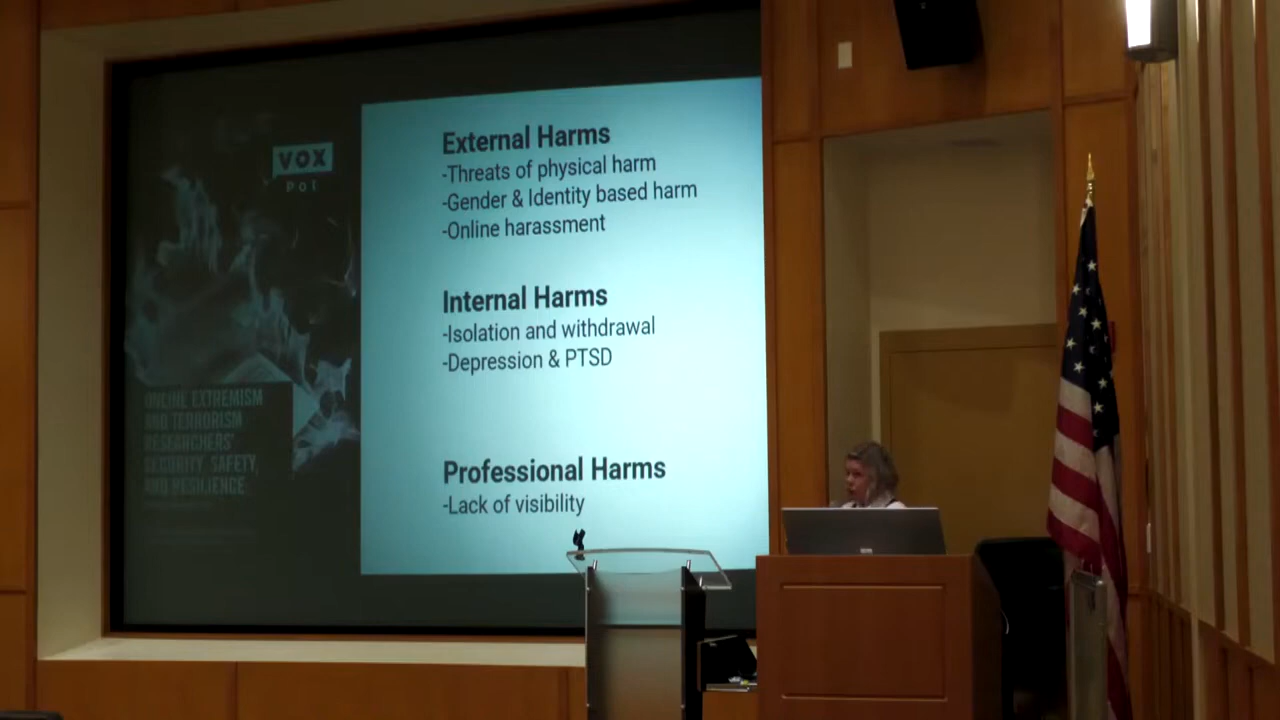 VOX
Pol
ONLINE EXTREMISM
AND TERRORISM
RESEARCHERS'
SECURITY, SAFETY,
AND RESILIENCE
External Harms
-Threats of physical harm
-Gender & Identity based harm
-Online harassment
Internal Harms
-Isolation and withdrawal
-Depression & PTSD
Professional Harms
-Lack of visibility